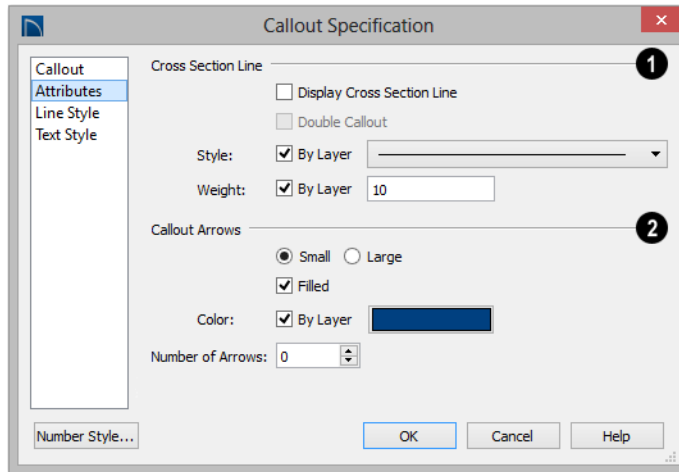 Callout Specification
Callout
Attributes
Line Style
Text Style
Cross Section Line
1
Display Cross Section Line
Double Callout
Style:
By Layer
Weight:
By Layer
10
Callout Arrows
2
Small
Large
Filled
Color:
By Layer
Number of Arrows:
0
Number Style...
OK
Cancel
Help